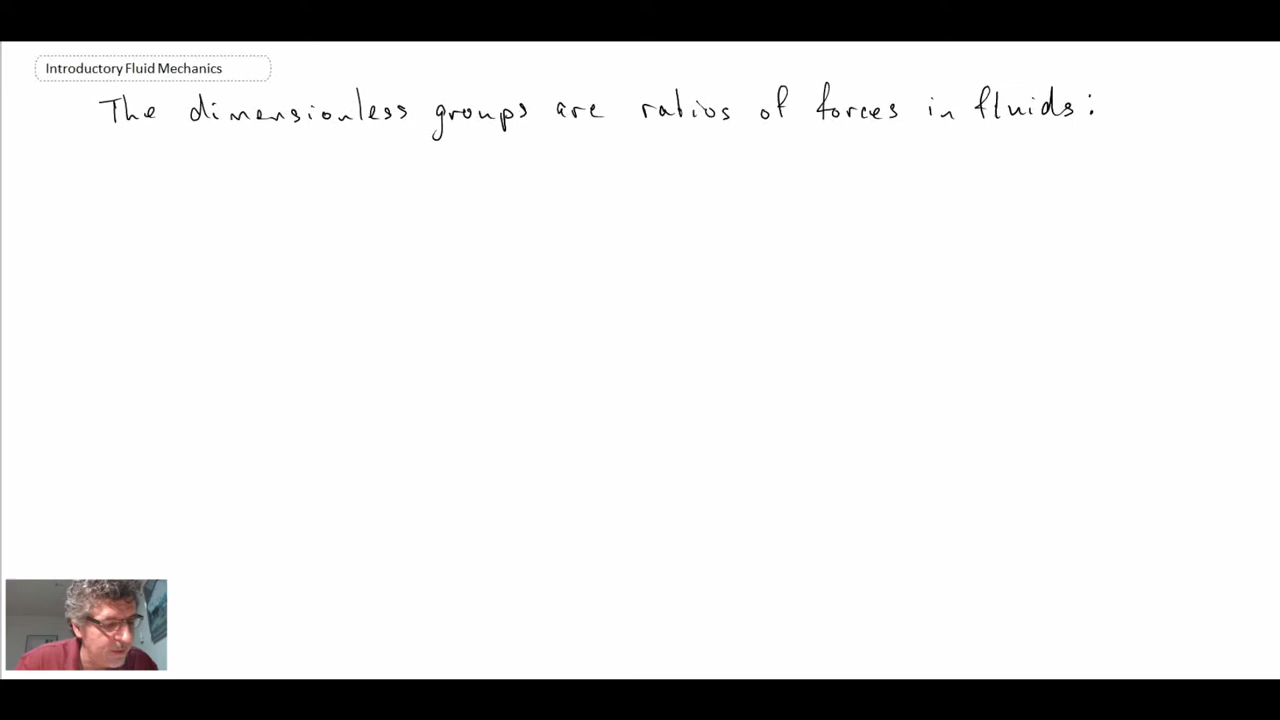 Introductory Fluid Mechanics
The dimensionless groups are ratios of forces in fluids: